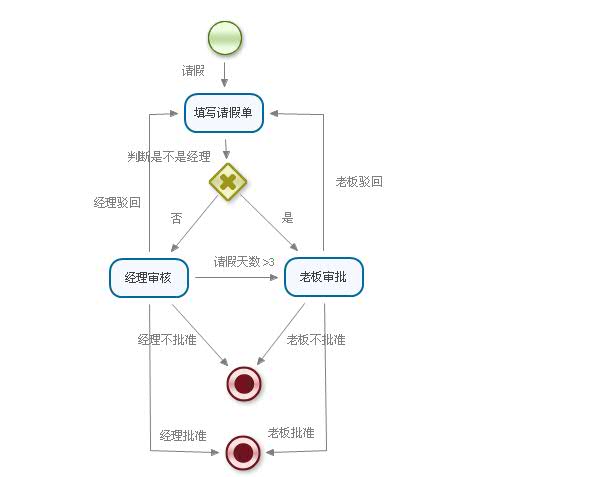 请假
填写请假单
判断是不是经理
经理驳回
老板驳回
否
是
请假天数 >3
经理审核
老板审批
经理不批准
老板不批准
经理批准
老板批准